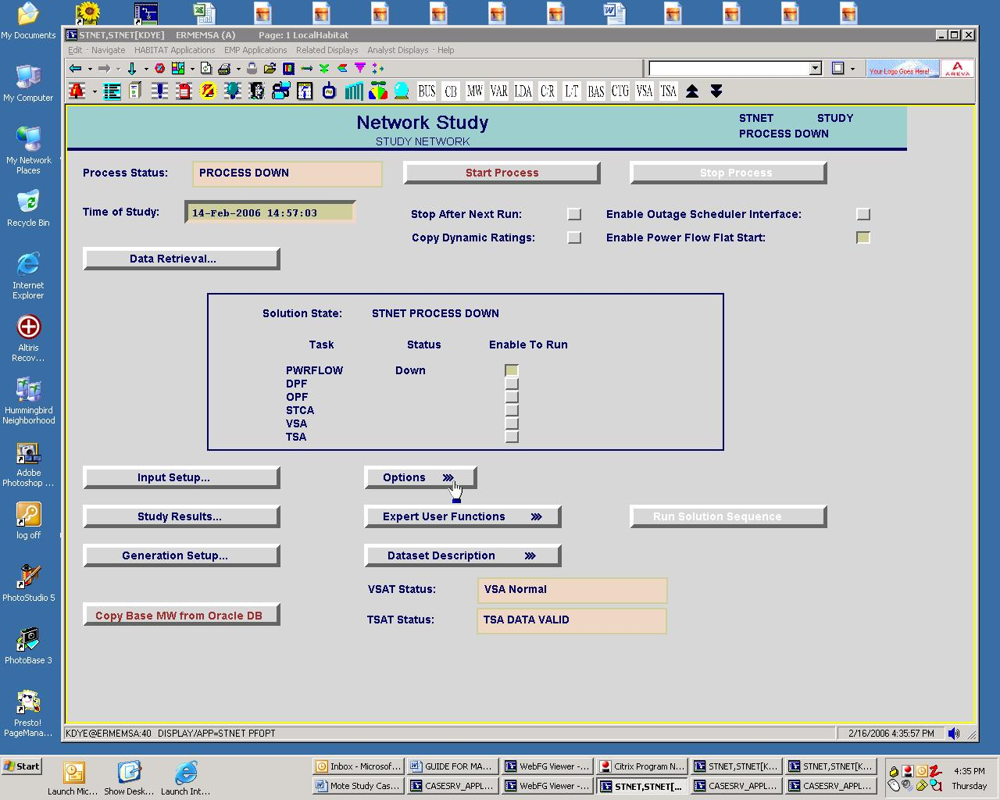 My Documents
My Computer
My Network
Places
Recycle Bin
Internet
Explorer
Altiris
Recov...
Hummingbird
Neighborhood
Adobe
Photoshop ...
log off
PhotoStudio 5
PhotoBase 3
Presto!
PageMana...
STNET,STNET[KDYE] ERMEMSA (A) Page: 1 LocalHabitat
Edit Navigate HABITAT Applications EMP Applications Related Displays Analyst Displays Help
Your Logo Goes Here!
AREVA
BUS CB MW VAR LDA C/R L-T BAS CTG VSA TSA
Network Study
STUDY NETWORK
STNET STUDY
PROCESS DOWN
Process Status: PROCESS DOWN Start Process Stop Process
Time of Study: 14-Feb-2006 14:57:03
Stop After Next Run: Enable Outage Scheduler Interface:
Copy Dynamic Ratings: Enable Power Flow Flat Start:
Data Retrieval...
Solution State: STNET PROCESS DOWN
Task Status Enable To Run
PWRFLOW Down
DPF
OPF
STCA
VSA
TSA
Input Setup... Options
Study Results... Expert User Functions Run Solution Sequence
Generation Setup... Dataset Description
VSAT Status: VSA Normal
Copy Base MW from Oracle DB
TSAT Status: TSA DATA VALID
KDYE@ERMEMSA:40 DISPLAY/APP=STNET PFOPT 2/16/2006 4:35:57 PM
Start
Launch Mic... Show Desk... Launch Int...
Inbox - Microsof... GUIDE FOR MA... WebFG Viewer -... Citrix Program N... STNET,STNET[K... STNET,STNET[K...
Mote Study Cas... CASESRV_APPL... WebFG Viewer -... STNET,STNET[... CASESRV_APPL... CASESRV_APPL...
4:35 PM
Thursday